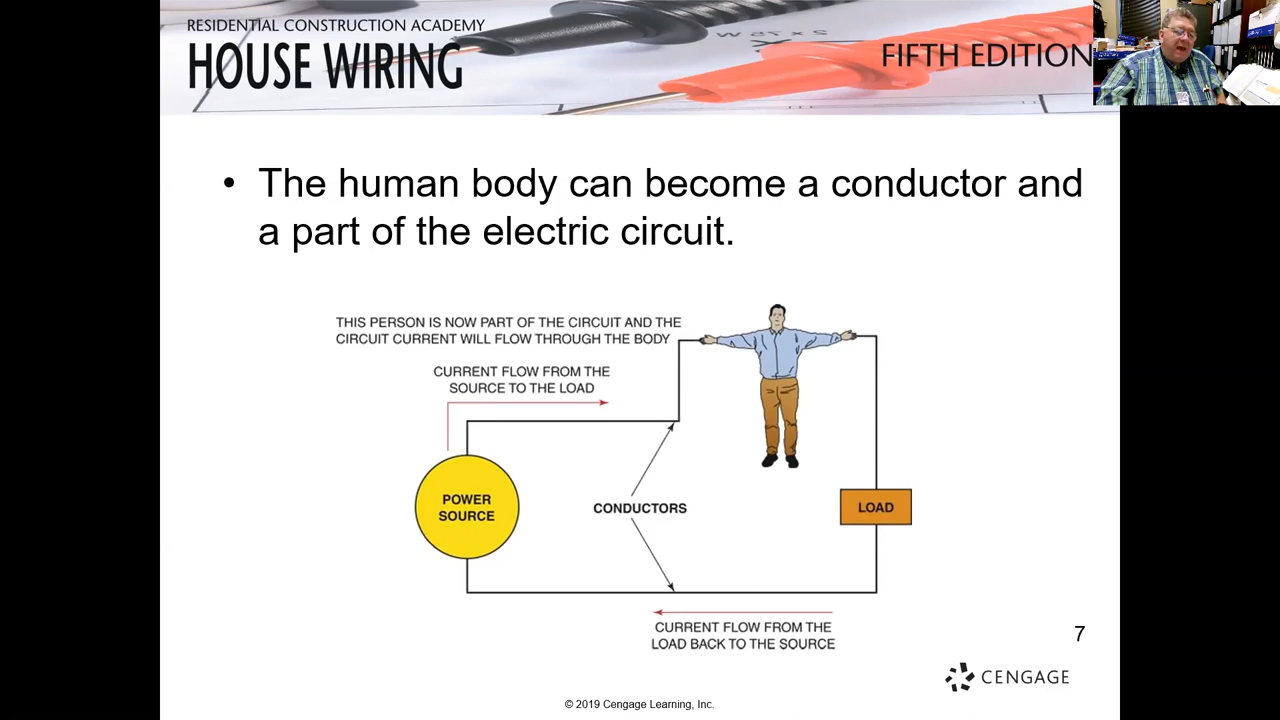 RESIDENTIAL CONSTRUCTION ACADEMY
HOUSE WIRING
FIFTH EDITION
• The human body can become a conductor and
a part of the electric circuit.
THIS PERSON IS NOW PART OF THE CIRCUIT AND THE
CIRCUIT CURRENT WILL FLOW THROUGH THE BODY
CURRENT FLOW FROM THE
SOURCE TO THE LOAD
POWER
SOURCE
CONDUCTORS
LOAD
CURRENT FLOW FROM THE
LOAD BACK TO THE SOURCE
7
CENGAGE
© 2019 Cengage Learning, Inc.